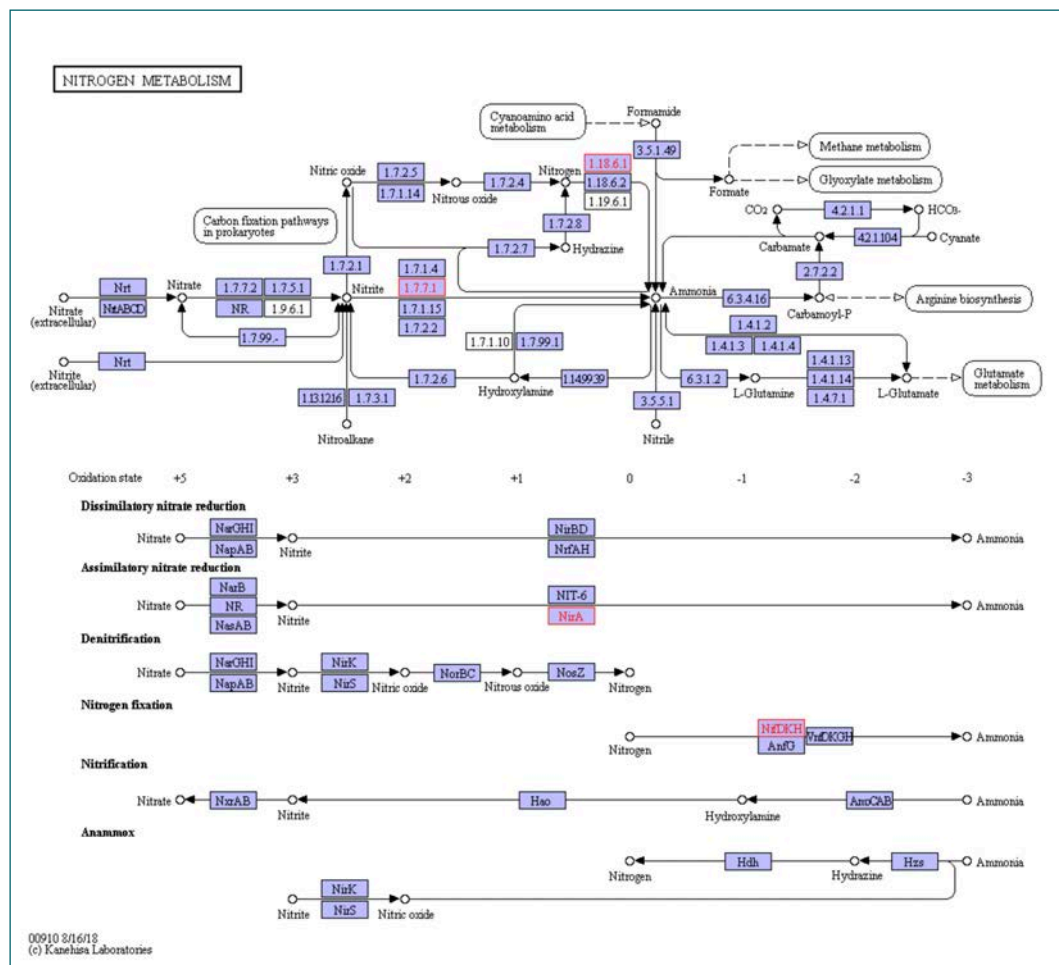 NITROGEN METABOLISM
Formamide
Cyanoamino acid
metabolism
3.5.1.49
Methane metabolism
Formate
Glyoxylate metabolism
Nitric oxide
1.7.2.5
1.7.1.14
Nitrous oxide
1.7.2.4
Nitrogen
1.18.6.1
1.18.6.2
1.19.6.1
1.7.2.8
1.7.2.7
Hydrazine
Carbon fixation pathways
in prokaryotes
CO2
4.2.1.1
HCO3-
Carbamate
4.2.1.104
Cyanate
1.7.2.1
2.7.2.2
Nrt
NrtABCD
Nitrate
(extracellular)
Nitrate
1.7.7.2
1.7.5.1
NR
1.9.6.1
1.7.99.-
Nitrite
1.7.1.4
1.7.7.1
1.7.1.15
1.7.2.2
Ammonia
6.3.4.16
Carbamoyl-P
Arginine biosynthesis
Nrt
Nitrite
(extracellular)
1.7.1.10
1.7.99.1
1.7.2.6
Hydroxylamine
1.14.99.39
1.4.1.2
1.4.1.3
1.4.1.4
6.3.1.2
L-Glutamine
1.4.1.13
1.4.1.14
1.4.7.1
L-Glutamate
Glutamate
metabolism
1.13.12.16
1.7.3.1
Nitroalkane
3.5.5.1
Nitrile
Oxidation state +5 +3 +2 +1 0 -1 -2 -3
Dissimilatory nitrate reduction
Nitrate
NarGHI
NapAB
Nitrite
NirBD
NrfAH
Ammonia
Assimilatory nitrate reduction
Nitrate
NarB
NR
NasAB
Nitrite
NIT-6
NirA
Ammonia
Denitrification
Nitrate
NarGHI
NapAB
Nitrite
NirK
NirS
Nitric oxide
NorBC
Nitrous oxide
NosZ
Nitrogen
Nitrogen fixation
Nitrogen
NifDKH
AnfG
VnfDKGH
Ammonia
Nitrification
Nitrate
NxrAB
Nitrite
Hao
Hydroxylamine
AmoCAB
Ammonia
Anammox
Nitrogen
Hdh
Hydrazine
Hzs
Ammonia
Nitrite
NirK
NirS
Nitric oxide
00910 8/16/18
(c) Kanehisa Laboratories